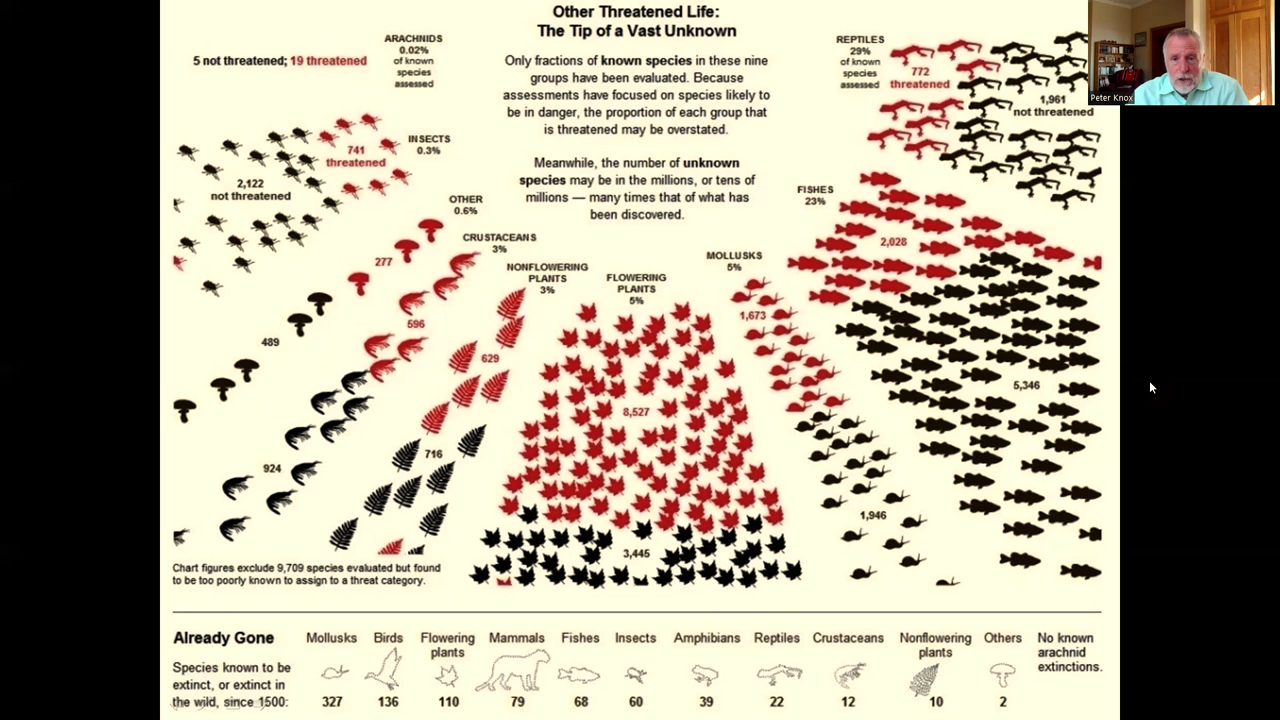 Other Threatened Life:
The Tip of a Vast Unknown
Only fractions of known species in these nine
groups have been evaluated. Because
assessments have focused on species likely to
be in danger, the proportion of each group that
is threatened may be overstated.
Meanwhile, the number of unknown
species may be in the millions, or tens of
millions — many times that of what has
been discovered.
ARACHNIDS
0.02%
of known
species
assessed
5 not threatened; 19 threatened
INSECTS
0.3%
741
threatened
2,122
not threatened
OTHER
0.6%
277
489
CRUSTACEANS
3%
596
924
NONFLOWERING
PLANTS
3%
629
716
FLOWERING
PLANTS
5%
8,527
3,445
MOLLUSKS
5%
1,673
1,946
FISHES
23%
2,028
5,346
REPTILES
29%
of known
species
assessed
772
threatened
1,961
not threatened
Peter Knox
Chart figures exclude 9,709 species evaluated but found
to be too poorly known to assign to a threat category.
Already Gone
Species known to be
extinct, or extinct in
the wild, since 1500:
Mollusks
327
Birds
136
Flowering
plants
110
Mammals
79
Fishes
68
Insects
60
Amphibians
39
Reptiles
22
Crustaceans
12
Nonflowering
plants
10
Others
2
No known
arachnid
extinctions.